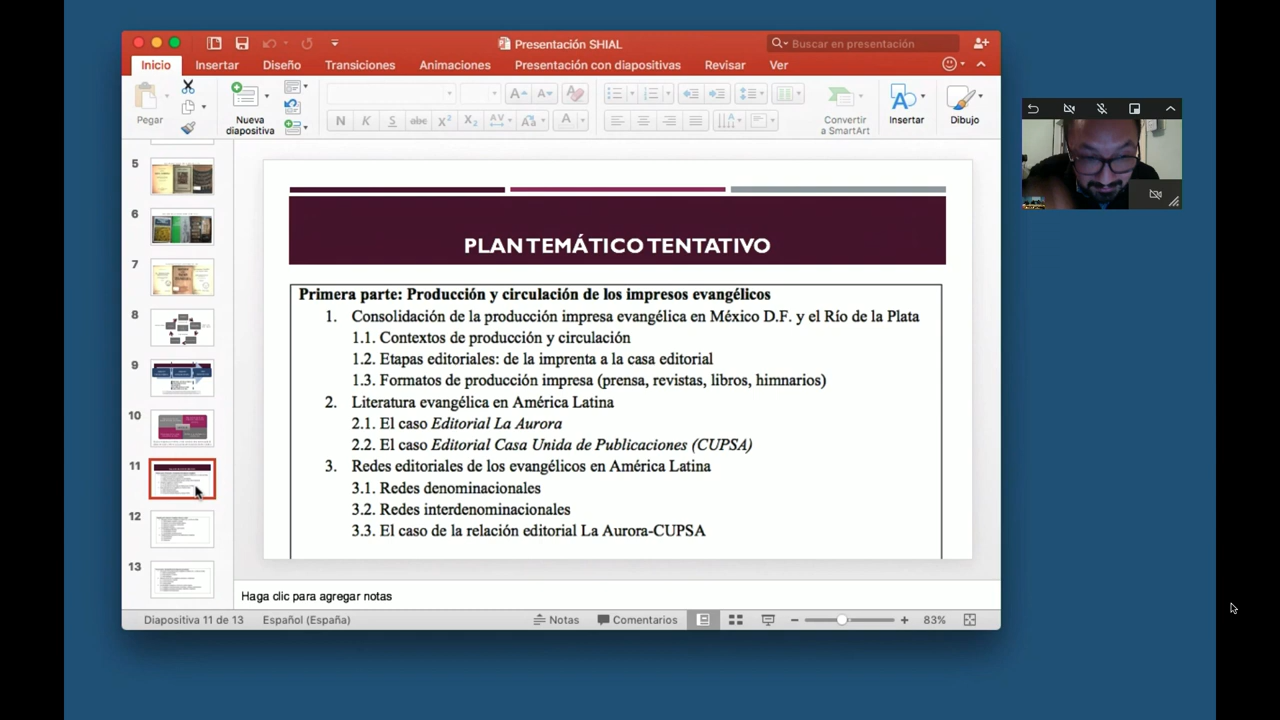 Presentación SHIAL
Buscar en presentación
Inicio Insertar Diseño Transiciones Animaciones Presentación con diapositivas Revisar Ver
Pegar
Nueva
diapositiva
N K S abc X² X₂ AV Aa A
Convertir
a SmartArt
Insertar
Dibujo
5
6
7
8
9
10
11
12
13
PLAN TEMÁTICO TENTATIVO
Primera parte: Producción y circulación de los impresos evangélicos
1. Consolidación de la producción impresa evangélica en México D.F. y el Río de la Plata
1.1. Contextos de producción y circulación
1.2. Etapas editoriales: de la imprenta a la casa editorial
1.3. Formatos de producción impresa (prensa, revistas, libros, himnarios)
2. Literatura evangélica en América Latina
2.1. El caso Editorial La Aurora
2.2. El caso Editorial Casa Unida de Publicaciones (CUPSA)
3. Redes editoriales de los evangélicos en América Latina
3.1. Redes denominacionales
3.2. Redes interdenominacionales
3.3. El caso de la relación editorial La Aurora-CUPSA
Haga clic para agregar notas
Diapositiva 11 de 13 Español (España) Notas Comentarios 83%